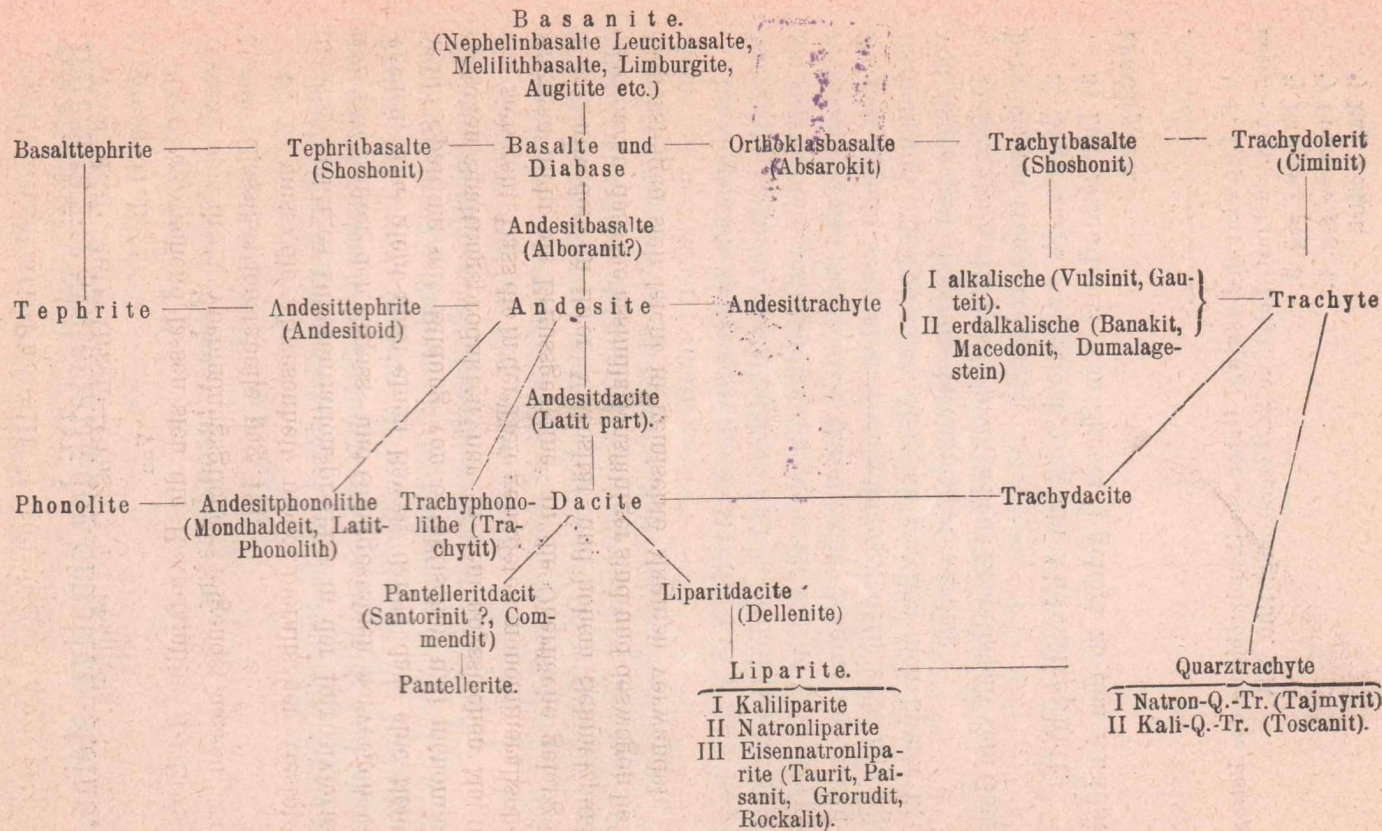 Basanite.
(Nephelinbasalte Leucitbasalte,
Melilithbasalte, Limburgite,
Augitite etc.)
Basalttephrite
Tephritbasalte
(Shoshonit)
Basalte und
Diabase
Orthoklasbasalte
(Absarokit)
Trachytbasalte
(Shoshonit)
Trachydolerit
(Ciminit)
Andesitbasalte
(Alboranit?)
Tephrite
Andesittephrite
(Andesitoid)
Andesite
Andesittrachyte
I alkalische (Vulsinit, Gau-
teit).
II erdalkalische (Banakit,
Macedonit, Dumalage-
stein)
Trachyte
Andesitdacite
(Latit part).
Phonolite
Andesitphonolithe
(Mondhaldeit, Latit-
Phonolith)
Trachyphono-
lithe (Tra-
chytit)
Dacite
Trachydacite
Pantelleritdacit
(Santorinit ?, Com-
mendit)
Pantellerite.
Liparitdacite
(Dellenite)
Liparite.
I Kaliliparite
II Natronliparite
III Eisennatronlipa-
rite (Taurit, Pai-
sanit, Grorudit,
Rockalit).
Quarztrachyte
I Natron-Q.-Tr. (Tajmyrit)
II Kali-Q.-Tr. (Toscanit).